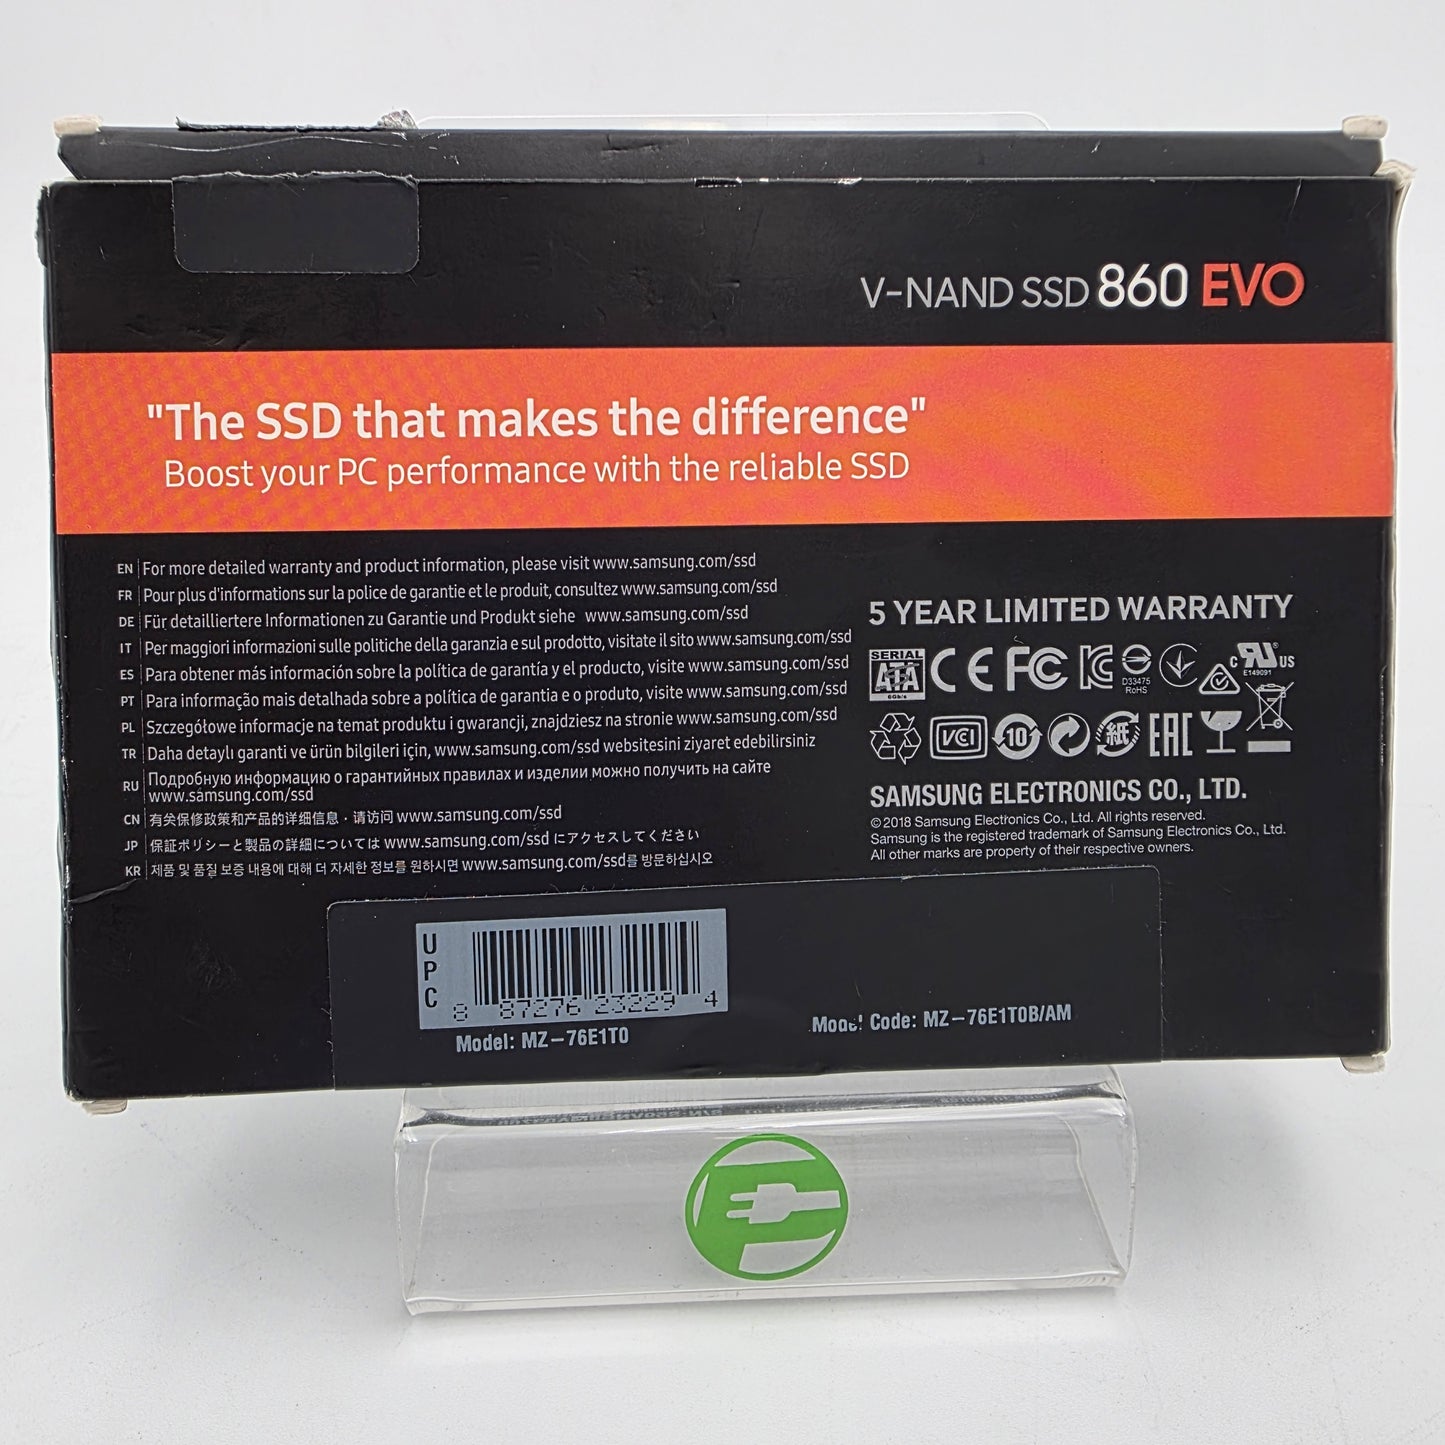 V-NAND SSD 860 EVO
"The SSD that makes the difference"
Boost your PC performance with the reliable SSD
EN For more detailed warranty and product information, please visit www.samsung.com/ssd
FR Pour plus d'informations sur la police de garantie et le produit, consultez www.samsung.com/ssd
DE Für detailliertere Informationen zu Garantie und Produkt siehe www.samsung.com/ssd
IT Per maggiori informazioni sulle politiche della garanzia e sul prodotto, visitate il sito www.samsung.com/ssd
ES Para obtener más información sobre la política de garantía y el producto, visite www.samsung.com/ssd
PT Para informação mais detalhada sobre a política de garantia e o produto, visite www.samsung.com/ssd
PL Szczegółowe informacje na temat produktu i gwarancji, znajdziesz na stronie www.samsung.com/ssd
TR Daha detaylı garanti ve ürün bilgileri için, www.samsung.com/ssd websitesini ziyaret edebilirsiniz
RU Подробную информацию о гарантийных правилах и изделии можно получить на сайте
www.samsung.com/ssd
CN 有关保修政策和产品的详细信息，请访问 www.samsung.com/ssd
JP 保証ポリシーと製品の詳細については www.samsung.com/ssd にアクセスしてください
KR 제품 및 품질 보증 내용에 대해 더 자세한 정보를 원하시면 www.samsung.com/ssd를 방문하십시오
5 YEAR LIMITED WARRANTY
SERIAL
ATA
6Gb/s
CE FC KC
D33475
RoHS
c RU us
E149091
VCI 10 紙 EAC
SAMSUNG ELECTRONICS CO., LTD.
© 2018 Samsung Electronics Co., Ltd. All rights reserved.
Samsung is the registered trademark of Samsung Electronics Co., Ltd.
All other marks are property of their respective owners.
UPC
8 87276 23229 4
Model: MZ-76E1T0
Model Code: MZ-76E1T0B/AM